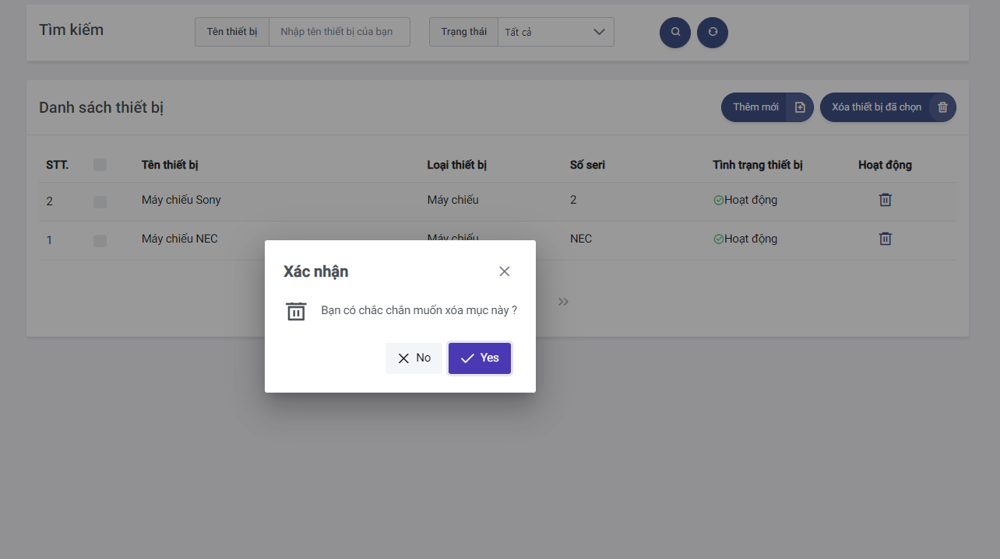 Tìm kiếm
Tên thiết bị
Nhập tên thiết bị của bạn
Trạng thái
Tất cả
Danh sách thiết bị
Thêm mới
Xóa thiết bị đã chọn
STT. Tên thiết bị Loại thiết bị Số seri Tình trạng thiết bị Hoạt động
2 Máy chiếu Sony Máy chiếu 2 Hoạt động
1 Máy chiếu NEC Máy chiếu NEC Hoạt động
Xác nhận
Bạn có chắc chắn muốn xóa mục này ?
No
Yes